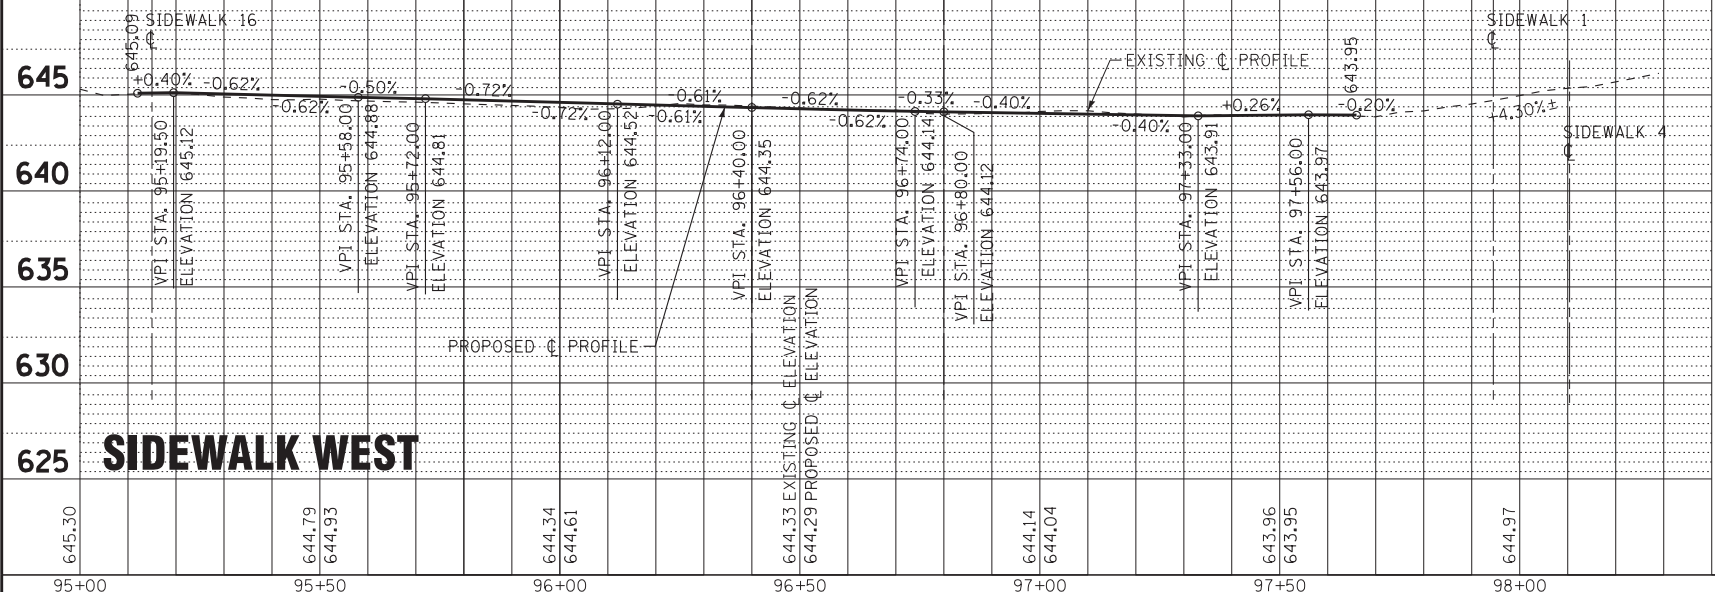 SIDEWALK 16
℄
645.09
SIDEWALK 1
℄
EXISTING ℄ PROFILE
643.95
645
+0.40%
-0.62%
-0.50%
-0.72%
-0.61%
-0.62%
-0.33%
-0.40%
+0.26%
-0.20%
-0.62%
-0.72%
-0.61%
-0.62%
-0.40%
+4.30%±
SIDEWALK 4
℄
VPI STA. 95+19.50
ELEVATION 645.12
VPI STA. 95+58.00
ELEVATION 644.88
VPI STA. 95+72.00
ELEVATION 644.81
VPI STA. 96+12.00
ELEVATION 644.52
VPI STA. 96+40.00
ELEVATION 644.35
VPI STA. 96+74.00
ELEVATION 644.14
VPI STA. 96+80.00
ELEVATION 644.12
VPI STA. 97+33.00
ELEVATION 643.91
VPI STA. 97+56.00
ELEVATION 643.97
640
635
PROPOSED ℄ PROFILE
630
625
SIDEWALK WEST
645.30
644.79
644.93
644.34
644.61
644.33 EXISTING ℄ ELEVATION
644.29 PROPOSED ℄ ELEVATION
644.14
644.04
643.96
643.95
644.97
95+00
95+50
96+00
96+50
97+00
97+50
98+00